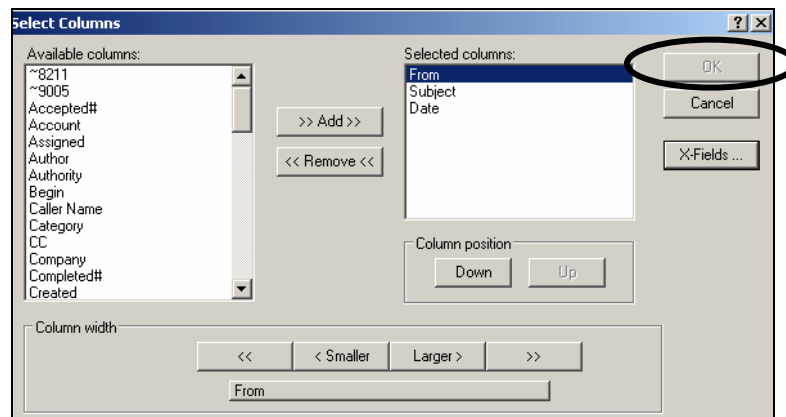 Select Columns
Available columns:
~8211
~9005
Accepted#
Account
Assigned
Author
Authority
Begin
Caller Name
Category
CC
Company
Completed#
Created
>> Add >>
<< Remove <<
Selected columns:
From
Subject
Date
OK
Cancel
X-Fields ...
Column position
Down
Up
Column width
<<
< Smaller
Larger >
>>
From